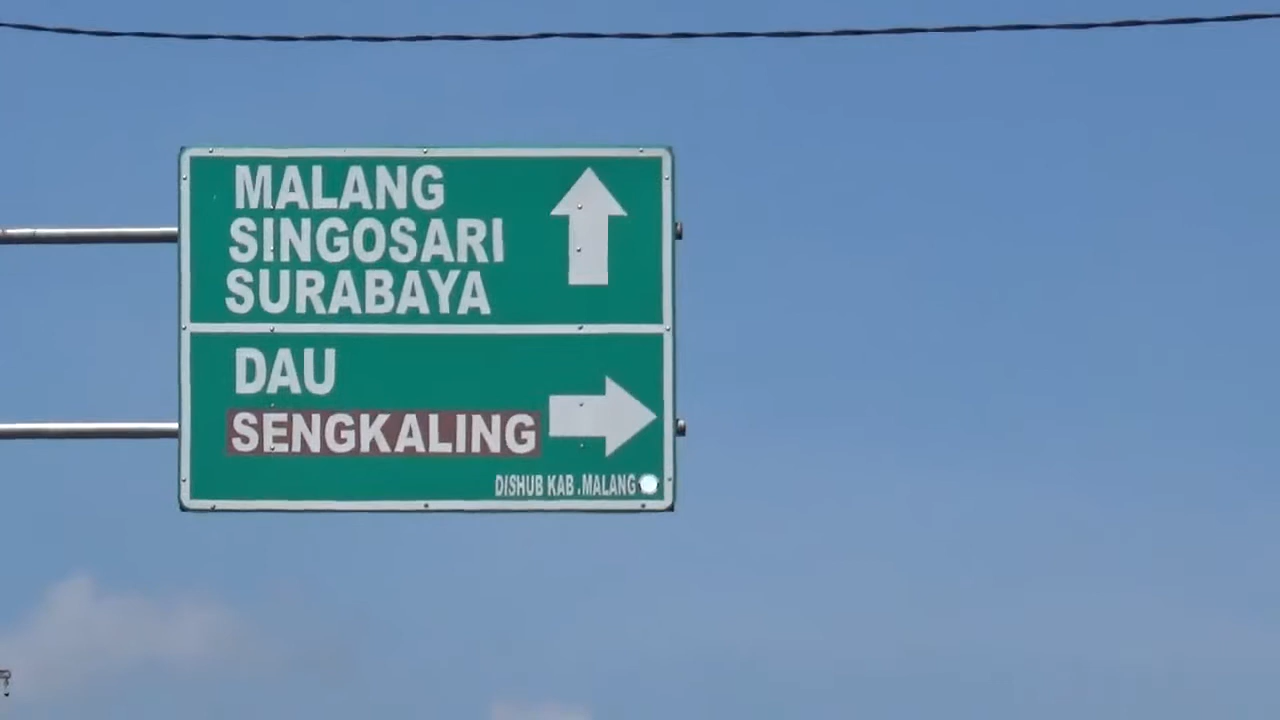 MALANG
SINGOSARI
SURABAYA
DAU
SENGKALING
DISHUB KAB.MALANG